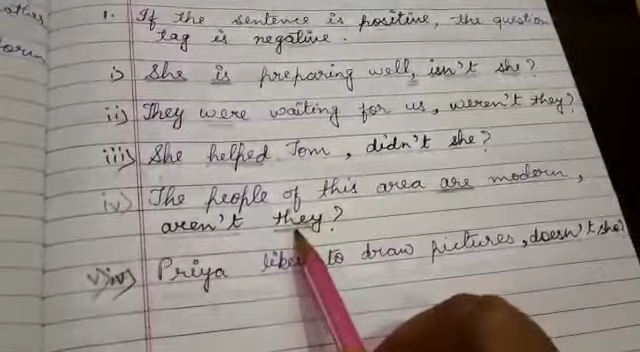 other
1. If the sentence is positive, the question
tag is negative.
i) She is preparing well, isn't she?
ii) They were waiting for us, weren't they?
iii) She helped Tom, didn't she?
iv) The people of this area are modern,
aren't they?
v) Priya likes to draw pictures, doesn't she?